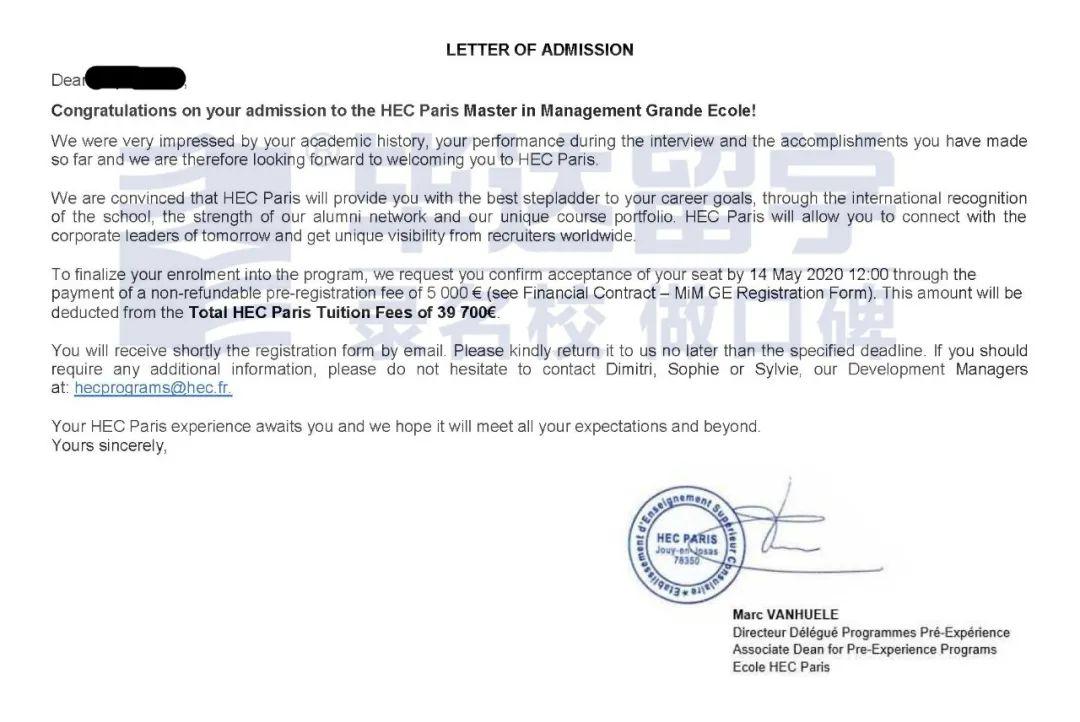 LETTER OF ADMISSION
Dear
Congratulations on your admission to the HEC Paris Master in Management Grande Ecole!
We were very impressed by your academic history, your performance during the interview and the accomplishments you have made
so far and we are therefore looking forward to welcoming you to HEC Paris.
We are convinced that HEC Paris will provide you with the best stepladder to your career goals, through the international recognition
of the school, the strength of our alumni network and our unique course portfolio. HEC Paris will allow you to connect with the
corporate leaders of tomorrow and get unique visibility from recruiters worldwide.
To finalize your enrolment into the program, we request you confirm acceptance of your seat by 14 May 2020 12:00 through the
payment of a non-refundable pre-registration fee of 5 000 € (see Financial Contract – MiM GE Registration Form). This amount will be
deducted from the Total HEC Paris Tuition Fees of 39 700€.
You will receive shortly the registration form by email. Please kindly return it to us no later than the specified deadline. If you should
require any additional information, please do not hesitate to contact Dimitri, Sophie or Sylvie, our Development Managers
at: hecprograms@hec.fr.
Your HEC Paris experience awaits you and we hope it will meet all your expectations and beyond.
Yours sincerely,
Etablissement d'Enseignement Supérieur Consulaire
HEC PARIS
Jouy-en-Josas
78350
Marc VANHUELE
Directeur Délégué Programmes Pré-Expérience
Associate Dean for Pre-Experience Programs
Ecole HEC Paris
毕达留学
录名校 做口碑